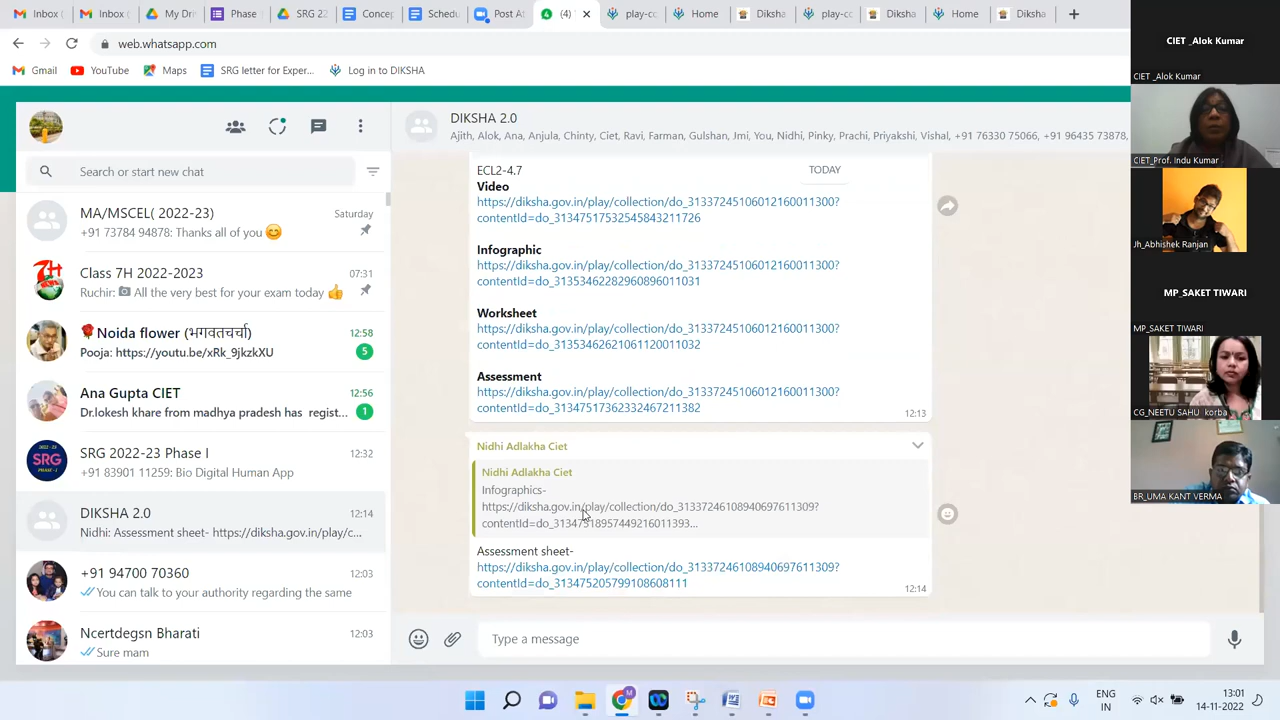 Inbox (
Inbox (
My Dri
Phase
SRG 22
Concep
Schedu
Post At
(4)
play-co
Home
Diksha
play-co
Diksha
Home
Diksha
web.whatsapp.com
Gmail
YouTube
Maps
SRG letter for Exper...
Log in to DIKSHA
Search or start new chat
MA/MSCEL( 2022-23)
Saturday
+91 73784 94878: Thanks all of you
Class 7H 2022-2023
07:31
Ruchir: All the very best for your exam today
Noida flower (भगवतचर्चा)
12:58
Pooja: https://youtu.be/xRk_9jkzkXU
5
Ana Gupta CIET
12:56
Dr.lokesh khare from madhya pradesh has regist...
1
SRG 2022-23 Phase I
12:32
+91 83901 11259: Bio Digital Human App
DIKSHA 2.0
12:14
Nidhi: Assessment sheet- https://diksha.gov.in/play/c...
+91 94700 70360
12:03
You can talk to your authority regarding the same
Ncertdegsn Bharati
12:03
Sure mam
DIKSHA 2.0
Ajith, Alok, Ana, Anjula, Chinty, Ciet, Ravi, Farman, Gulshan, Jmi, You, Nidhi, Pinky, Prachi, Priyakshi, Vishal, +91 76330 75066, +91 96435 73878,
TODAY
ECL2-4.7
Video
https://diksha.gov.in/play/collection/do_31337245106012160011300?
contentId=do_31347517532545843211726
Infographic
https://diksha.gov.in/play/collection/do_31337245106012160011300?
contentId=do_31353462282960896011031
Worksheet
https://diksha.gov.in/play/collection/do_31337245106012160011300?
contentId=do_31353462621061120011032
Assessment
https://diksha.gov.in/play/collection/do_31337245106012160011300?
contentId=do_31347517362332467211382
12:13
Nidhi Adlakha Ciet
Nidhi Adlakha Ciet
Infographics-
https://diksha.gov.in/play/collection/do_31337246108940697611309?
Assessment sheet-
https://diksha.gov.in/play/collection/do_31337246108940697611309?
contentId=do_313475205799108608111
12:14
Type a message
CIET _Alok Kumar
CIET _Alok Kumar
CIET_Prof. Indu Kumar
Jh_Abhishek Ranjan
MP_SAKET TIWARI
MP_SAKET TIWARI
CG_NEETU SAHU korba
BR_UMA KANT VERMA
ENG
IN
13:01
14-11-2022